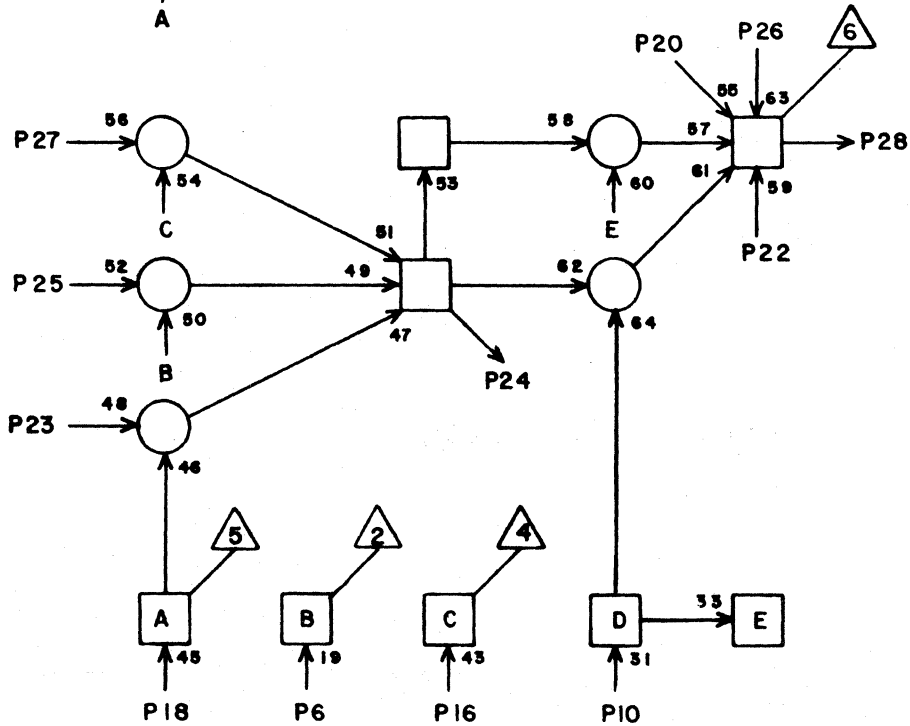 A
P20 P26 6
55 63
P27 56 58 57 P28
54 53 60 61 59
C 51 E P22
P25 52 49 62
50 47 64
B P24
P23 48
46
5 2 4
A B C D 33 E
45 19 43 31
P18 P6 P16 P10